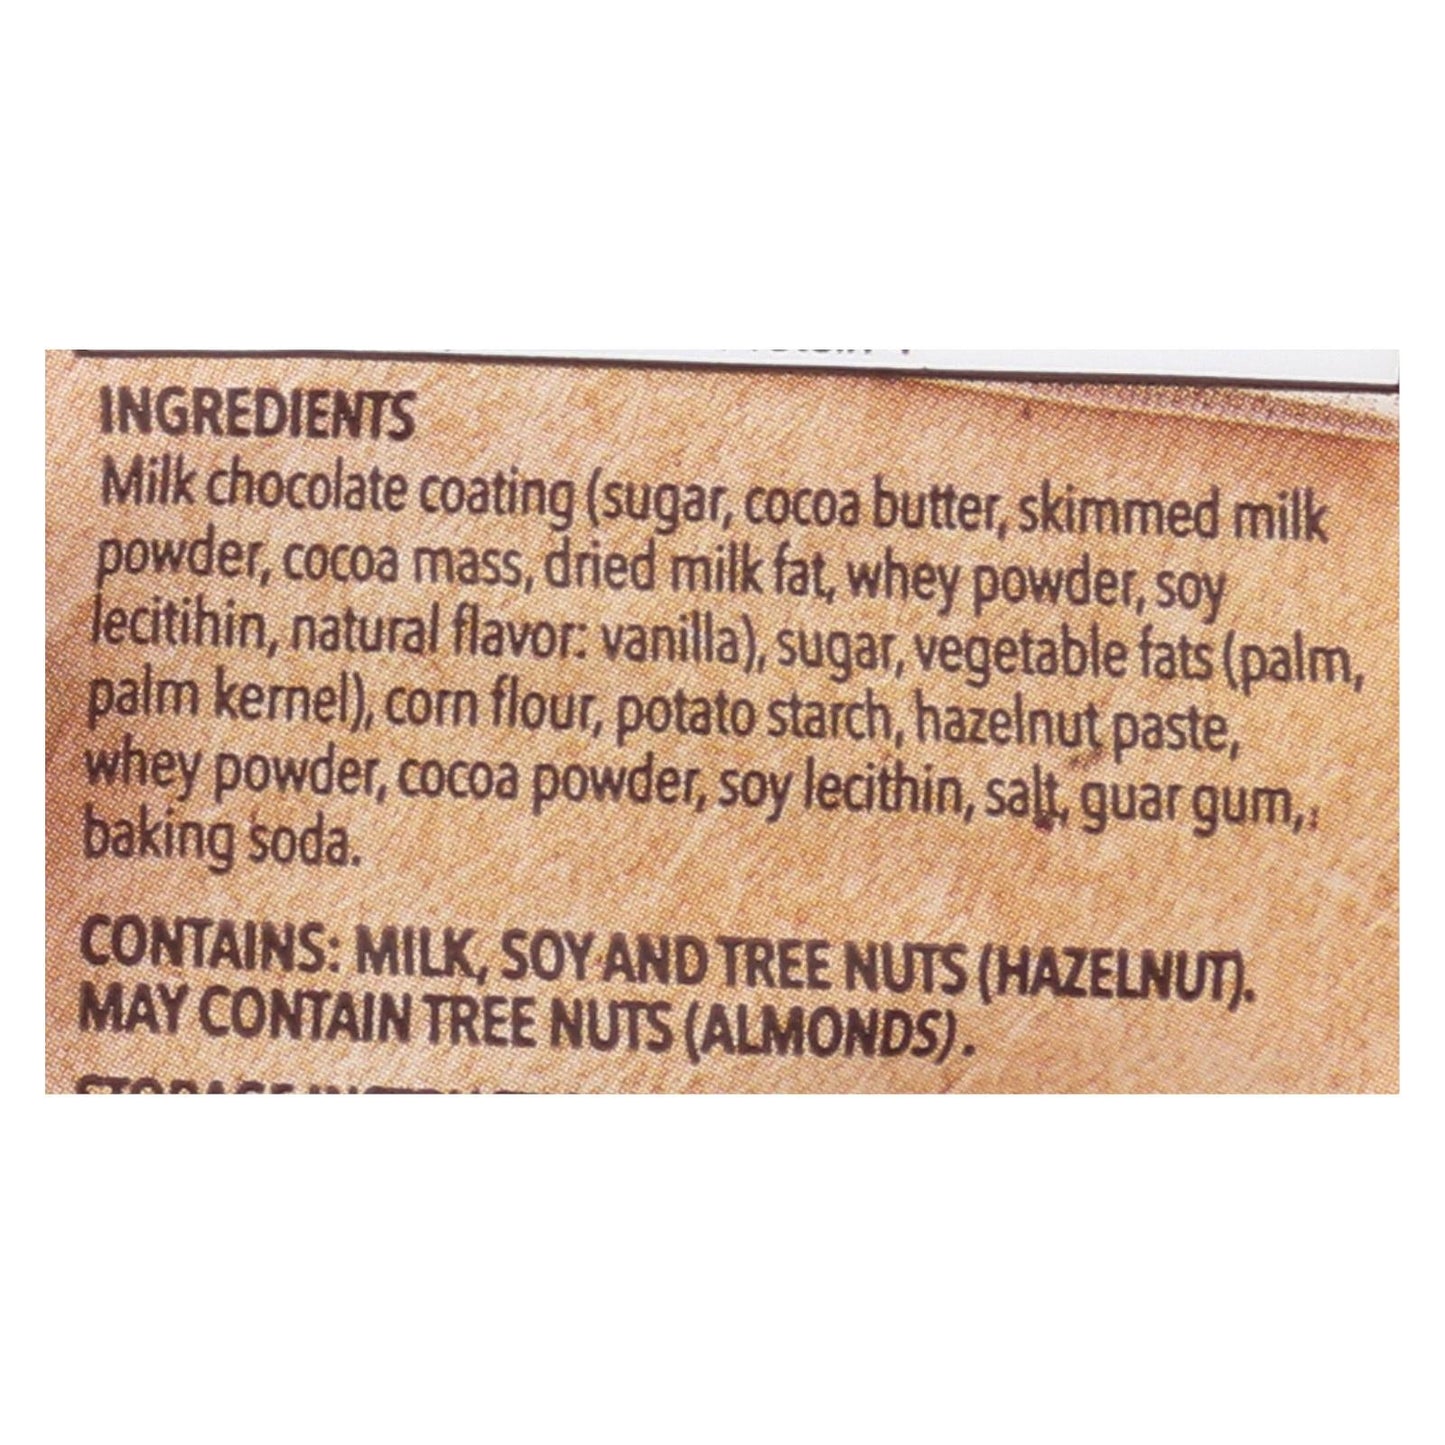 INGREDIENTS
Milk chocolate coating (sugar, cocoa butter, skimmed milk
powder, cocoa mass, dried milk fat, whey powder, soy
lecitihin, natural flavor: vanilla), sugar, vegetable fats (palm,
palm kernel), corn flour, potato starch, hazelnut paste,
whey powder, cocoa powder, soy lecithin, salt, guar gum,
baking soda.
CONTAINS: MILK, SOY AND TREE NUTS (HAZELNUT).
MAY CONTAIN TREE NUTS (ALMONDS).